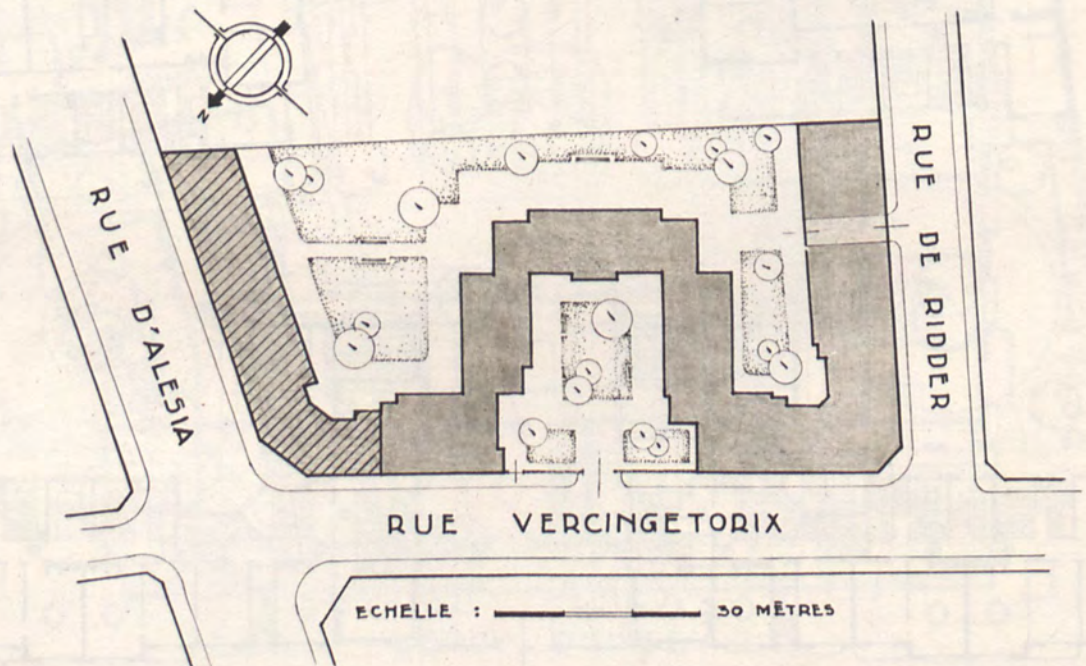 N
RUE D'ALESIA
RUE DE RIDDER
RUE VERCINGETORIX
ECHELLE : 30 MÈTRES